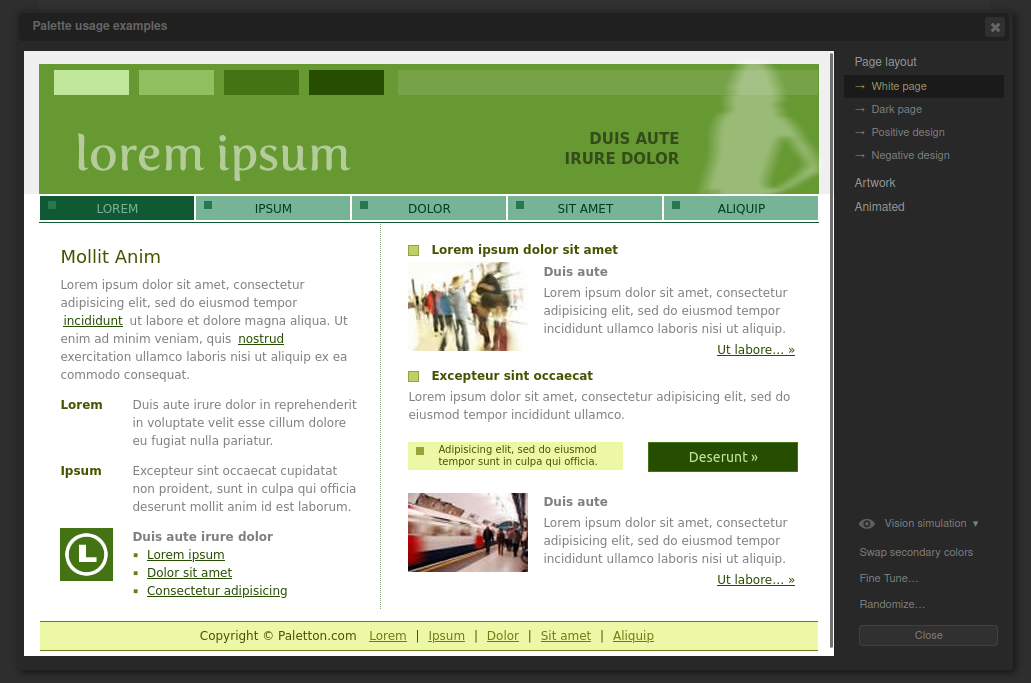 Palette usage examples
lorem ipsum
DUIS AUTE
IRURE DOLOR
LOREM
IPSUM
DOLOR
SIT AMET
ALIQUIP
Mollit Anim
Lorem ipsum dolor sit amet, consectetur
adipisicing elit, sed do eiusmod tempor
incididunt ut labore et dolore magna aliqua. Ut
enim ad minim veniam, quis nostrud
exercitation ullamco laboris nisi ut aliquip ex ea
commodo consequat.
Lorem
Duis aute irure dolor in reprehenderit
in voluptate velit esse cillum dolore
eu fugiat nulla pariatur.
Ipsum
Excepteur sint occaecat cupidatat
non proident, sunt in culpa qui officia
deserunt mollit anim id est laborum.
L
Duis aute irure dolor
Lorem ipsum
Dolor sit amet
Consectetur adipisicing
Lorem ipsum dolor sit amet
Duis aute
Lorem ipsum dolor sit amet, consectetur
adipisicing elit, sed do eiusmod tempor
incididunt ullamco laboris nisi ut aliquip.
Ut labore... »
Excepteur sint occaecat
Lorem ipsum dolor sit amet, consectetur adipisicing elit, sed do
eiusmod tempor incididunt ullamco.
Adipisicing elit, sed do eiusmod
tempor sunt in culpa qui officia.
Deserunt »
Duis aute
Lorem ipsum dolor sit amet, consectetur
adipisicing elit, sed do eiusmod tempor
incididunt ullamco laboris nisi ut aliquip.
Ut labore... »
Copyright © Paletton.com Lorem | Ipsum | Dolor | Sit amet | Aliquip
Page layout
→ White page
→ Dark page
→ Positive design
→ Negative design
Artwork
Animated
Vision simulation ▾
Swap secondary colors
Fine Tune...
Randomize...
Close